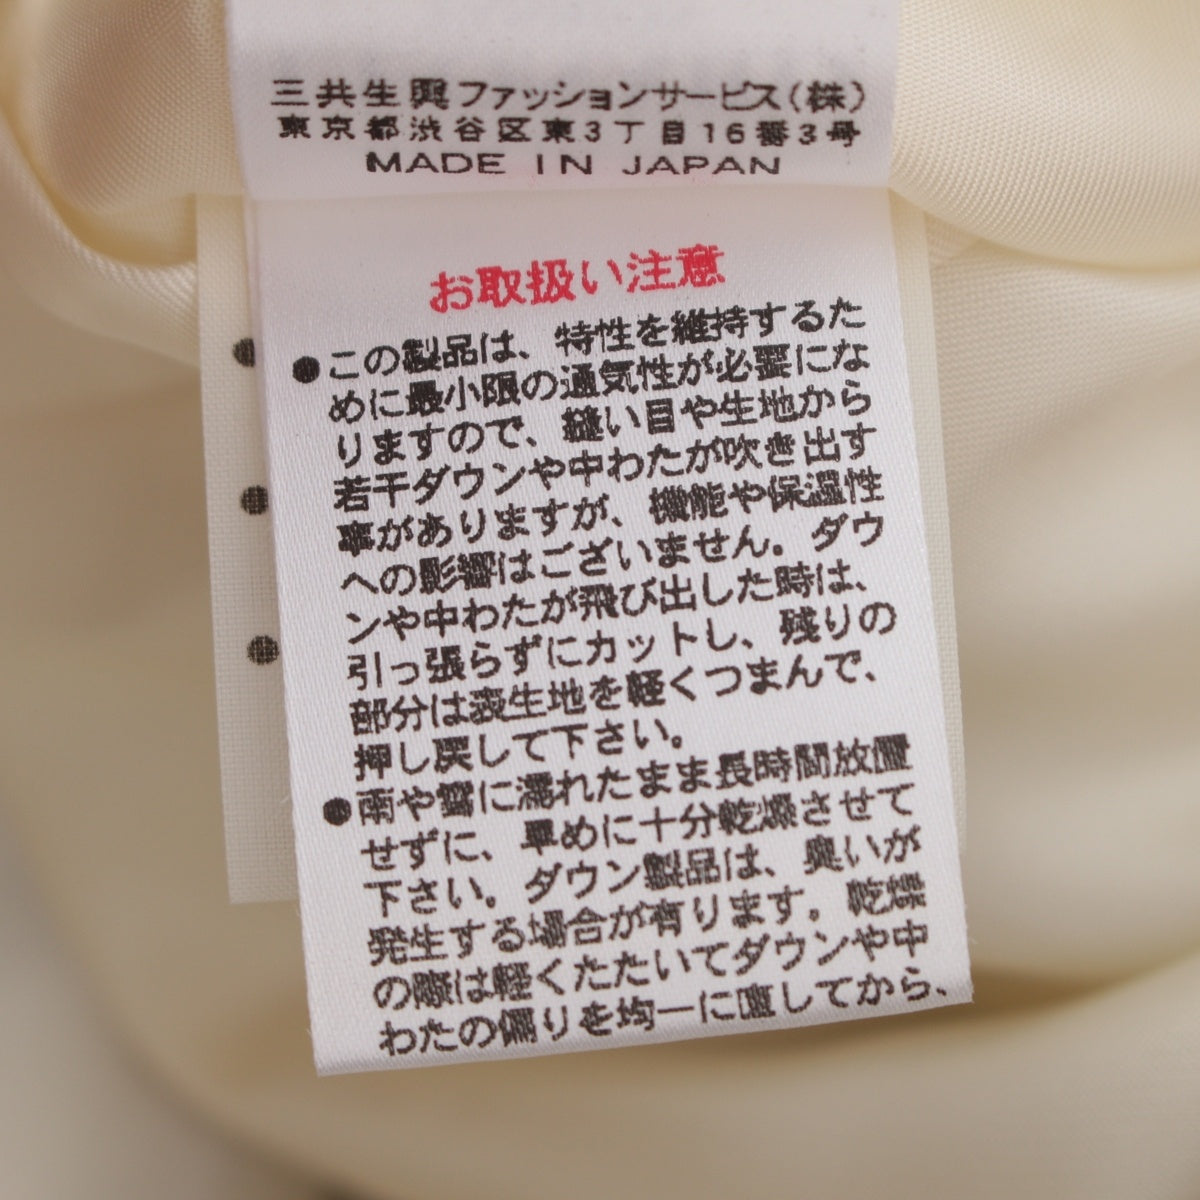 三共生興ファッションサービス(株)
東京都渋谷区東3丁目16番3号
MADE IN JAPAN
お取扱い注意
●この製品は、特性を維持するた
めに最小限の通気性が必要にな
りますので、縫い目や生地から
若干ダウンや中わたが吹き出す
事がありますが、機能や保温性
への影響はございません。ダウ
ンや中わたが飛び出した時は、
引っ張らずにカットし、残りの
部分は表生地を軽くつまんで、
押し戻して下さい。
●雨や雪に濡れたまま長時間放置
せずに、早めに十分乾燥させて
下さい。ダウン製品は、臭いが
発生する場合が有ります。乾燥
の際は軽くたたいてダウンや中
わたの偏りを均一に直してから、